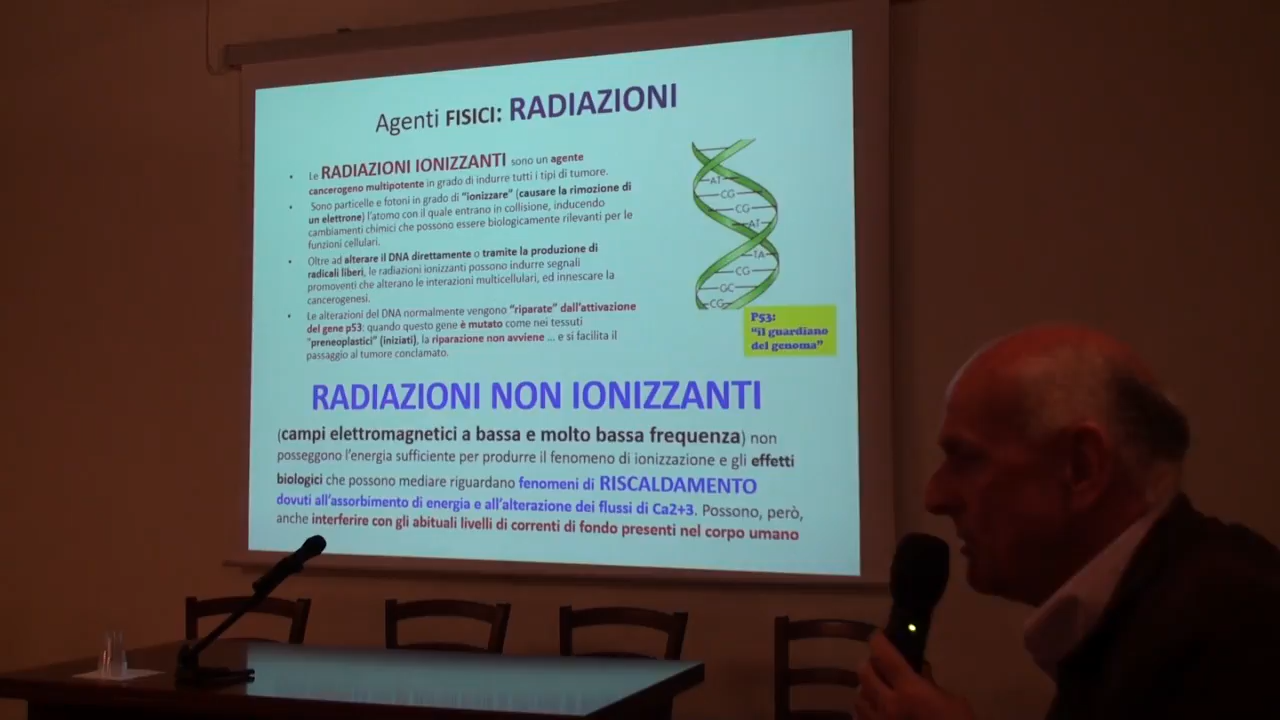 Agenti FISICI: RADIAZIONI
• Le RADIAZIONI IONIZZANTI sono un agente
cancerogeno multipotente in grado di indurre tutti i tipi di tumore.
• Sono particelle e fotoni in grado di "ionizzare" (causare la rimozione di
un elettrone) l'atomo con il quale entrano in collisione, inducendo
cambiamenti chimici che possono essere biologicamente rilevanti per le
funzioni cellulari.
• Oltre ad alterare il DNA direttamente o tramite la produzione di
radicali liberi, le radiazioni ionizzanti possono indurre segnali
promoventi che alterano le interazioni multicellulari, ed innescare la
cancerogenesi.
• Le alterazioni del DNA normalmente vengono "riparate" dall'attivazione
del gene p53: quando questo gene è mutato come nei tessuti
"preneoplastici" (iniziati), la riparazione non avviene ... e si facilita il
passaggio al tumore conclamato.
AT
CG
CG
AT
TA
CG
GC
CG
P53:
"il guardiano
del genoma"
RADIAZIONI NON IONIZZANTI
(campi elettromagnetici a bassa e molto bassa frequenza) non
posseggono l'energia sufficiente per produrre il fenomeno di ionizzazione e gli effetti
biologici che possono mediare riguardano fenomeni di RISCALDAMENTO
dovuti all'assorbimento di energia e all'alterazione dei flussi di Ca2+3. Possono, però,
anche interferire con gli abituali livelli di correnti di fondo presenti nel corpo umano